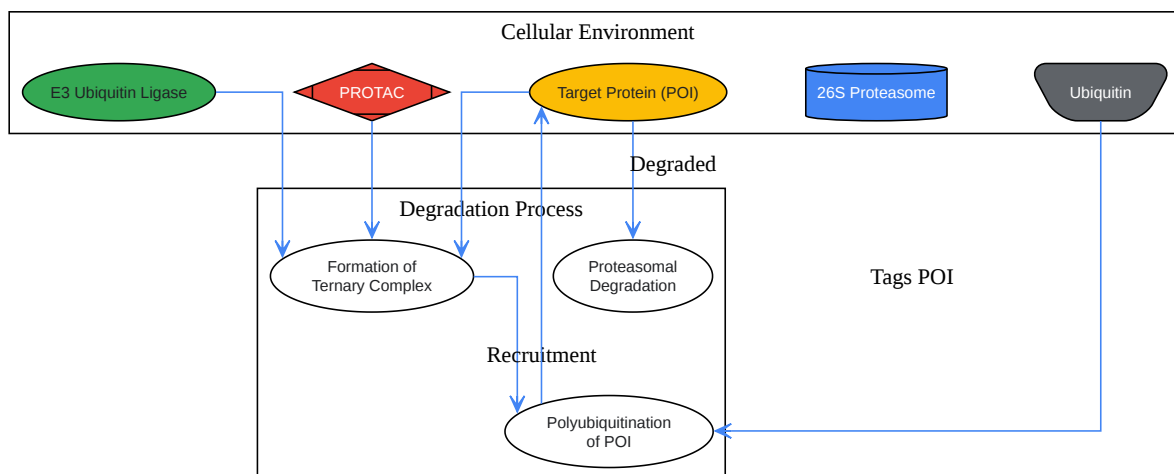 Cellular Environment
E3 Ubiquitin Ligase
PROTAC
Target Protein (POI)
26S Proteasome
Ubiquitin
Degraded
Degradation Process
Formation of
Ternary Complex
Proteasomal
Degradation
Tags POI
Recruitment
Polyubiquitination
of POI